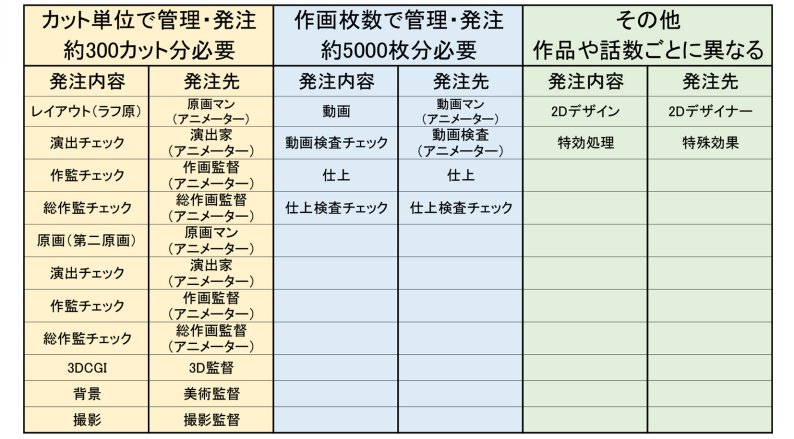 カット単位で管理・発注
約300カット分必要
作画枚数で管理・発注
約5000枚分必要
その他
作品や話数ごとに異なる
発注内容 発注先 発注内容 発注先 発注内容 発注先
レイアウト(ラフ原) 原画マン(アニメーター) 動画 動画マン(アニメーター) 2Dデザイン 2Dデザイナー
演出チェック 演出家(アニメーター) 動画検査チェック 動画検査(アニメーター) 特効処理 特殊効果
作監チェック 作画監督(アニメーター) 仕上 仕上
総作監チェック 総作画監督(アニメーター) 仕上検査チェック 仕上検査チェック
原画(第二原画) 原画マン(アニメーター)
演出チェック 演出家(アニメーター)
作監チェック 作画監督(アニメーター)
総作監チェック 総作画監督(アニメーター)
3DCGI 3D監督
背景 美術監督
撮影 撮影監督